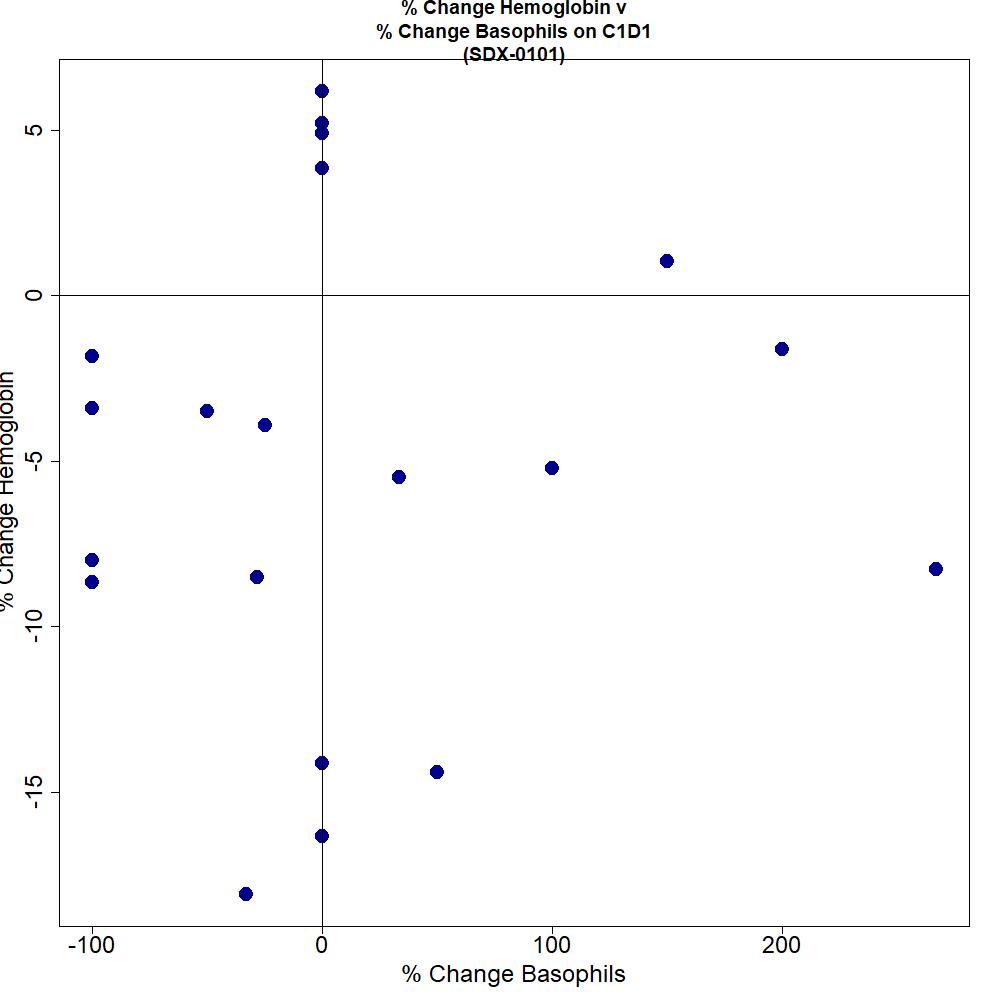 % Change Hemoglobin v
% Change Basophils on C1D1
(SDX-0101)
5
0
-5
-10
-15
% Change Hemoglobin
-100 0 100 200
% Change Basophils